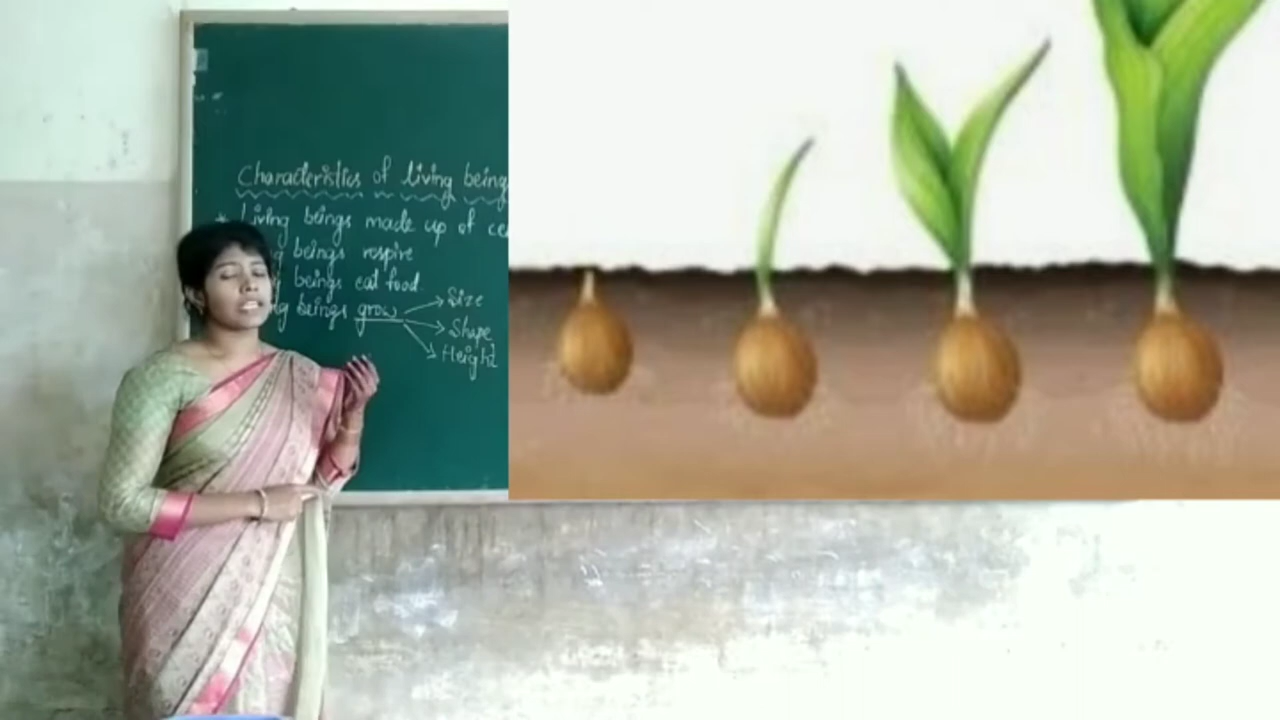 Characteristics of living being
* Living beings made up of ce
g beings respire
g beings eat food.
ng beings grow
Size
Shape
Height